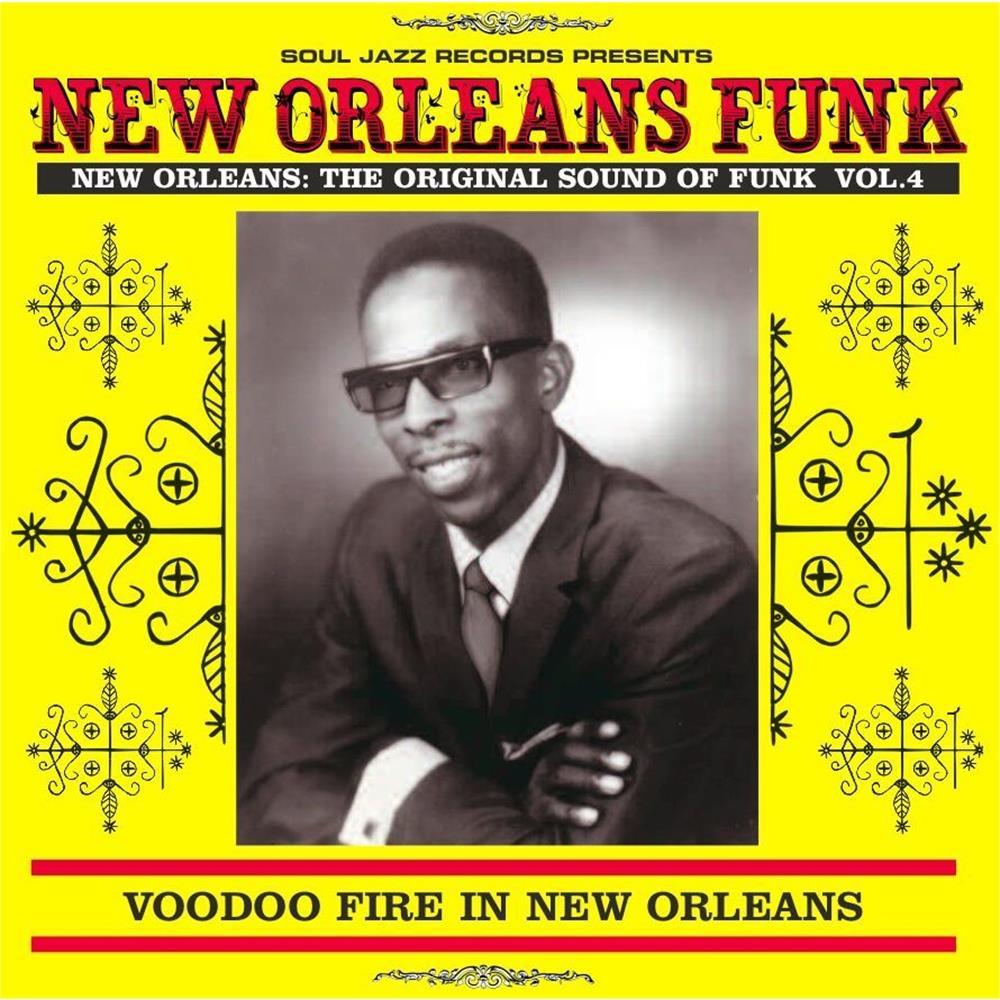 SOUL JAZZ RECORDS PRESENTS
NEW ORLEANS FUNK
NEW ORLEANS: THE ORIGINAL SOUND OF FUNK VOL.4
VOODOO FIRE IN NEW ORLEANS